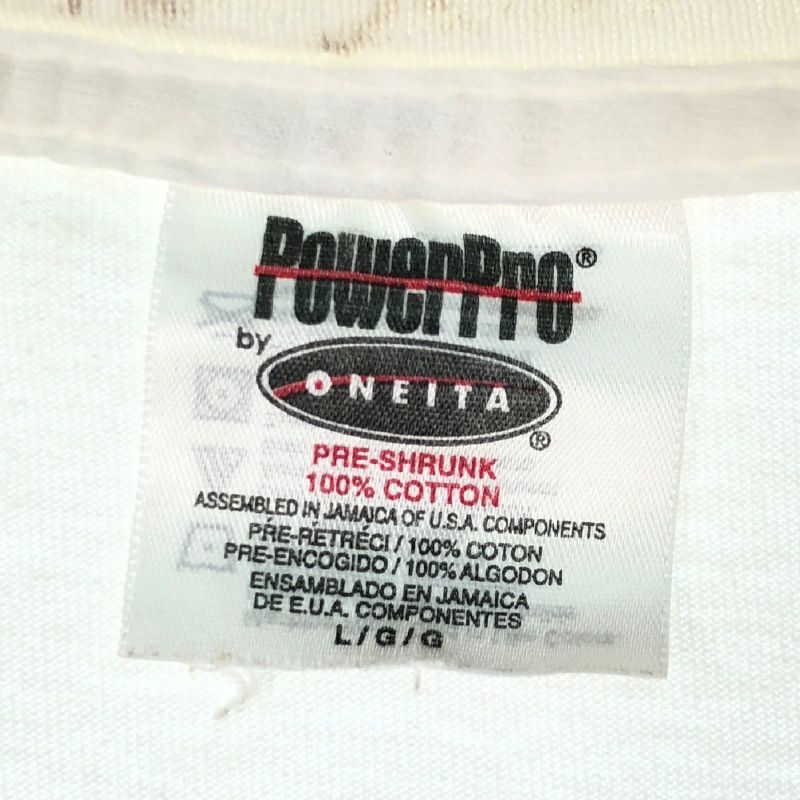 PowerPro®
by
ONEITA®
PRE-SHRUNK
100% COTTON
ASSEMBLED IN JAMAICA OF U.S.A. COMPONENTS
PRE-RÉTRÉCI / 100% COTON
PRE-ENCOGIDO / 100% ALGODON
ENSAMBLADO EN JAMAICA
DE E.U.A. COMPONENTES
L/G/G